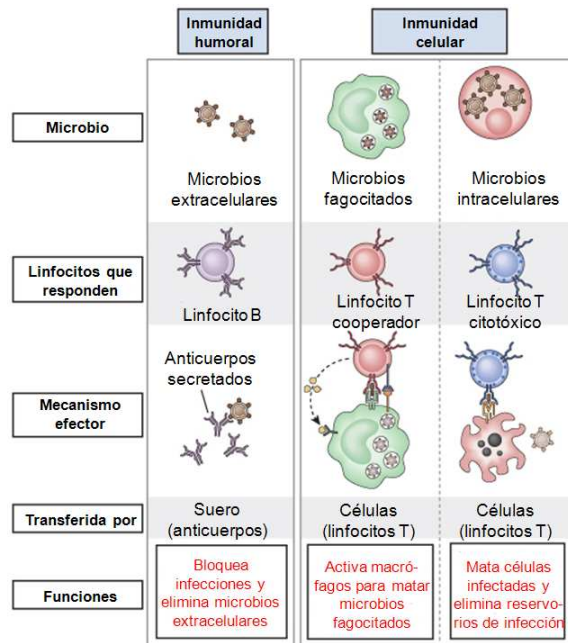 Inmunidad
humoral
Inmunidad
celular
Microbio
Microbios
extracelulares
Microbios
fagocitados
Microbios
intracelulares
Linfocitos que
responden
Linfocito B
Linfocito T
cooperador
Linfocito T
citotóxico
Mecanismo
efector
Anticuerpos
secretados
Transferida por
Suero
(anticuerpos)
Células
(linfocitos T)
Células
(linfocitos T)
Funciones
Bloquea
infecciones y
elimina microbios
extracelulares
Activa macró-
fagos para matar
microbios
fagocitados
Mata células
infectadas y
elimina reservo-
rios de infección